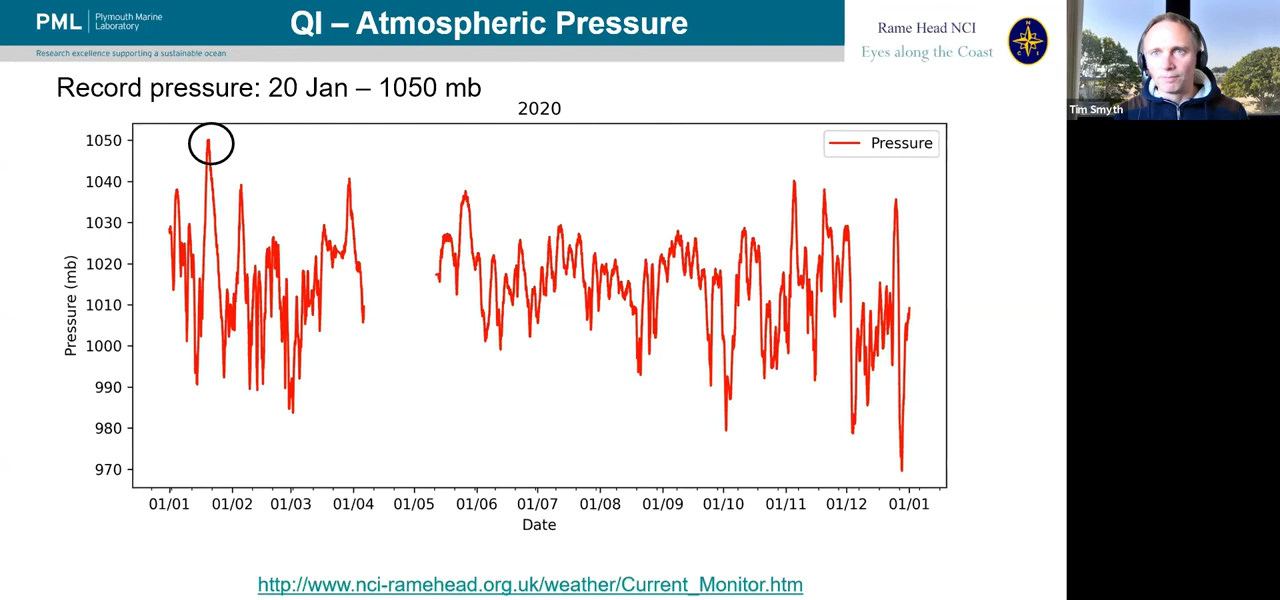 PML
Plymouth Marine
Laboratory
QI – Atmospheric Pressure
Research excellence supporting a sustainable ocean
Rame Head NCI
Eyes along the Coast
N
E
C
I
Tim Smyth
Record pressure: 20 Jan – 1050 mb
2020
Pressure
1050
1040
1030
1020
1010
1000
990
980
970
Pressure (mb)
01/01 01/02 01/03 01/04 01/05 01/06 01/07 01/08 01/09 01/10 01/11 01/12 01/01
Date
http://www.nci-ramehead.org.uk/weather/Current_Monitor.htm